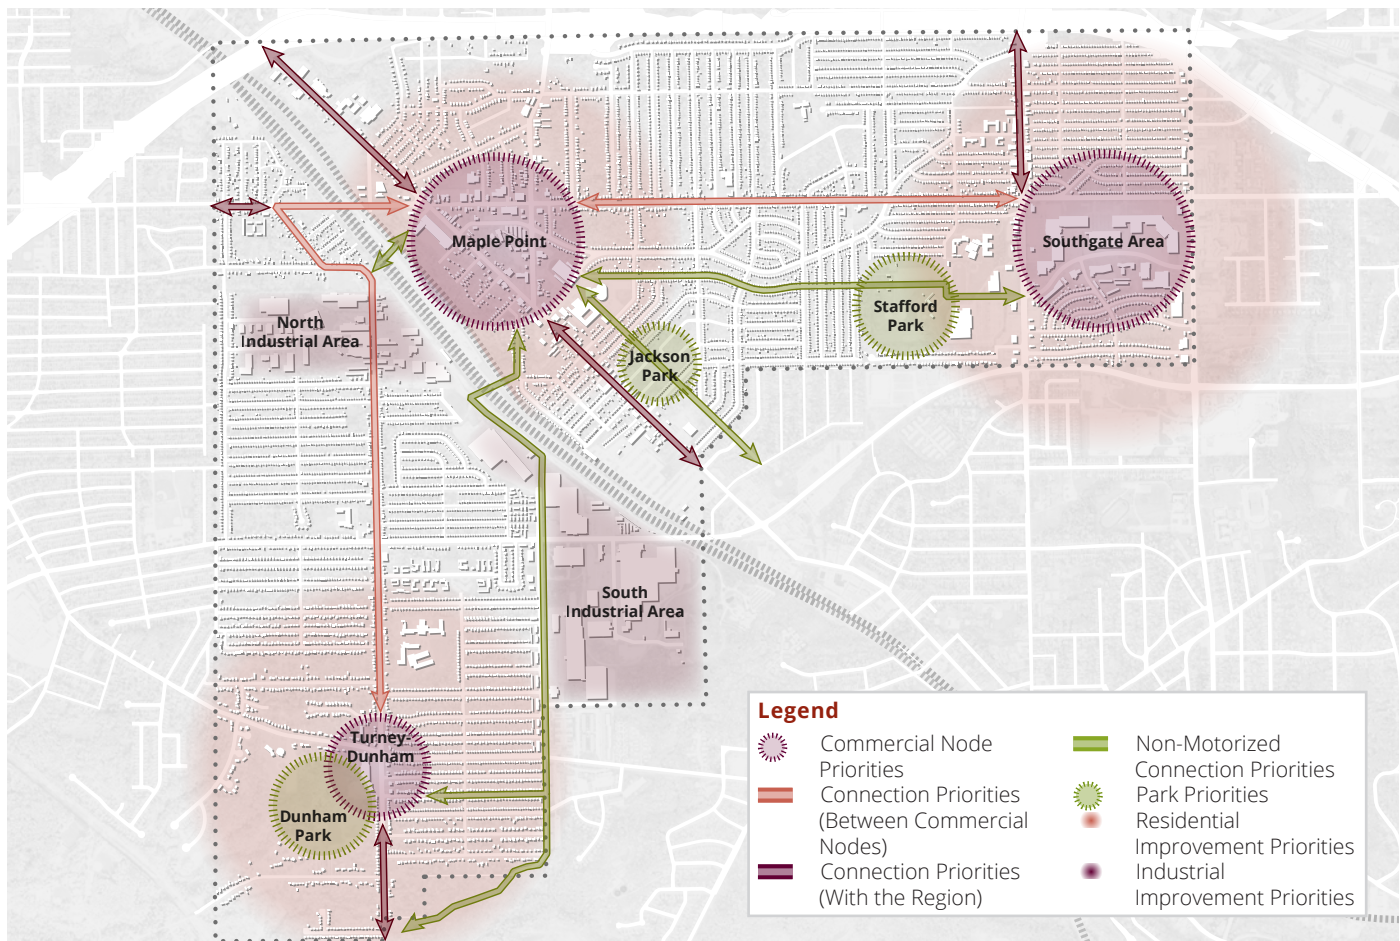 Maple Point
Southgate Area
Stafford
Park
North
Industrial Area
Jackson
Park
South
Industrial Area
Turney-
Dunham
Dunham
Park
Legend
Commercial Node
Priorities
Connection Priorities
(Between Commercial
Nodes)
Connection Priorities
(With the Region)
Non-Motorized
Connection Priorities
Park Priorities
Residential
Improvement Priorities
Industrial
Improvement Priorities